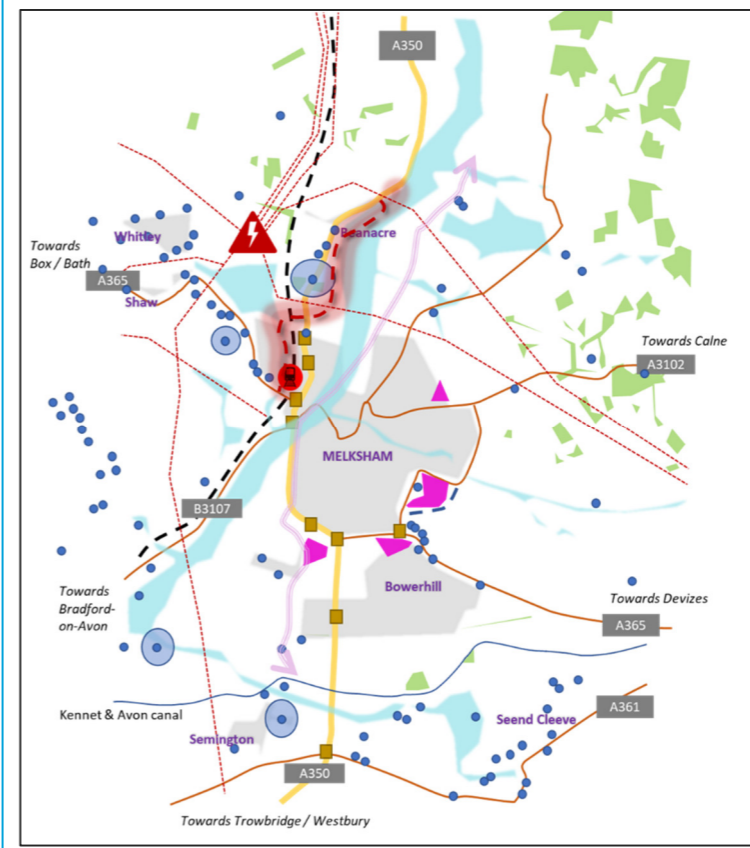 A350
Beanacre
Whitley
Towards
Box / Bath
A365
Shaw
Towards Calne
A3102
MELKSHAM
B3107
Towards
Bradford-
on-Avon
Bowerhill
Towards Devizes
A365
Kennet & Avon canal
Seend Cleeve
A361
Semington
A350
Towards Trowbridge / Westbury